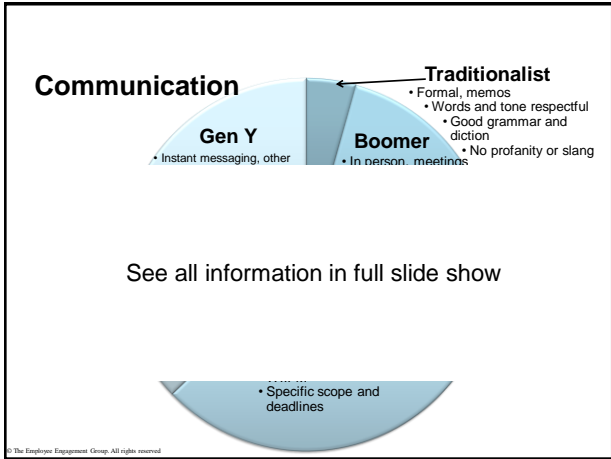 Communication
Traditionalist
• Formal, memos
• Words and tone respectful
• Good grammar and
diction
• No profanity or slang
Gen Y
• Instant messaging, other
Boomer
• In person, meetings
See all information in full slide show
• Specific scope and
deadlines
© The Employee Engagement Group. All rights reserved